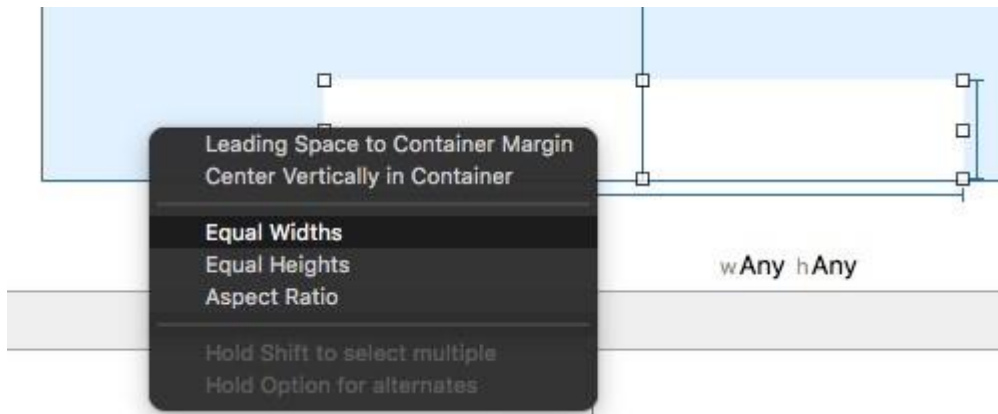 Leading Space to Container Margin
Center Vertically in Container
Equal Widths
Equal Heights
Aspect Ratio
Hold Shift to select multiple
Hold Option for alternates
wAny hAny